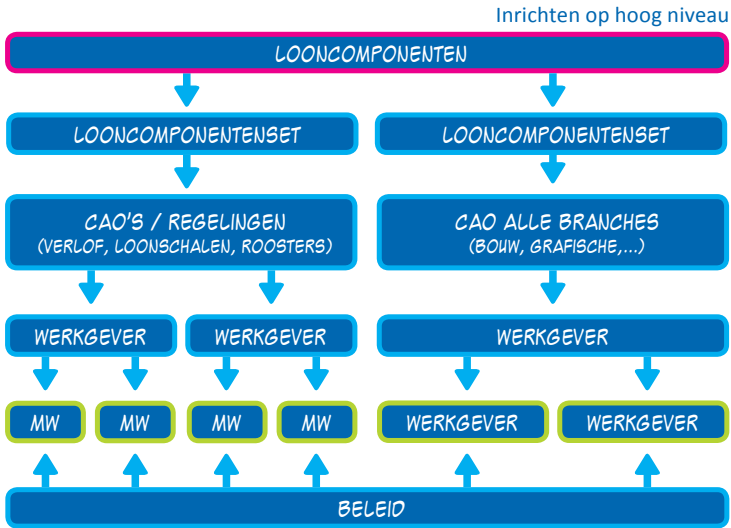 Inrichten op hoog niveau
LOONCOMPONENTEN
LOONCOMPONENTENSET
LOONCOMPONENTENSET
CAO'S / REGELINGEN
(VERLOF, LOONSCHALEN, ROOSTERS)
CAO ALLE BRANCHES
(BOUW, GRAFISCHE,...)
WERKGEVER
WERKGEVER
WERKGEVER
MW
MW
MW
MW
WERKGEVER
WERKGEVER
BELEID